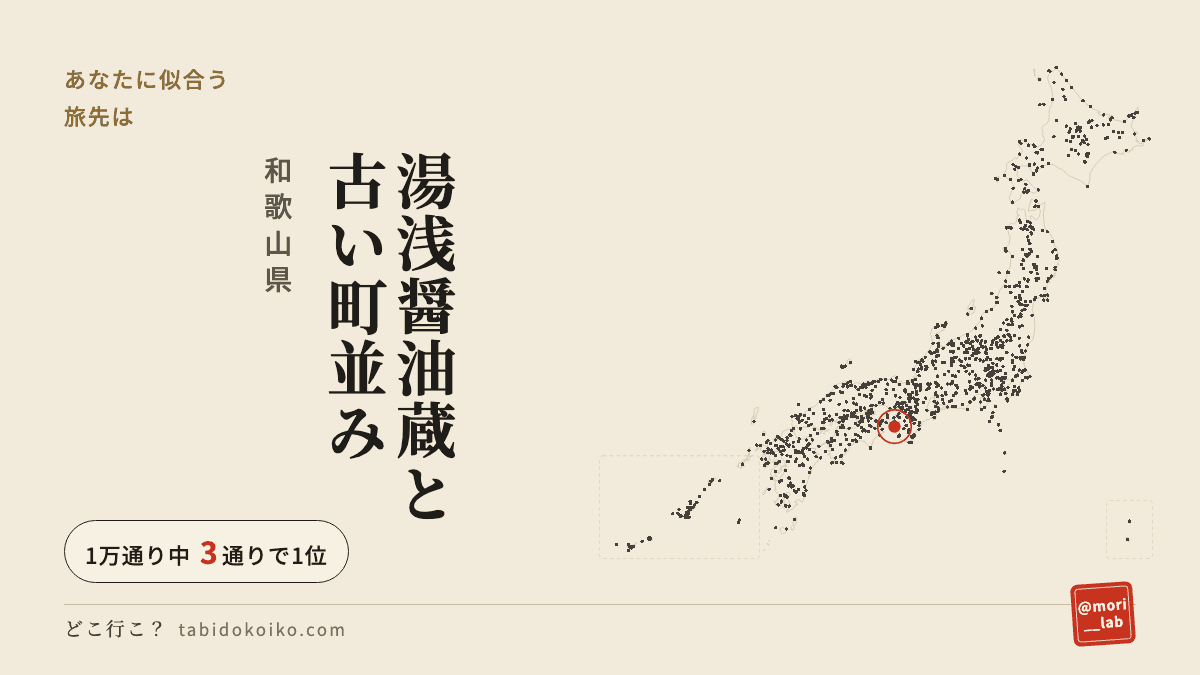 あなたに似合う
旅先は
湯浅醤油蔵と
古い町並み
和歌山県
1万通り中 3通りで1位
どこ行こ？ tabidokoiko.com
@mori
__lab